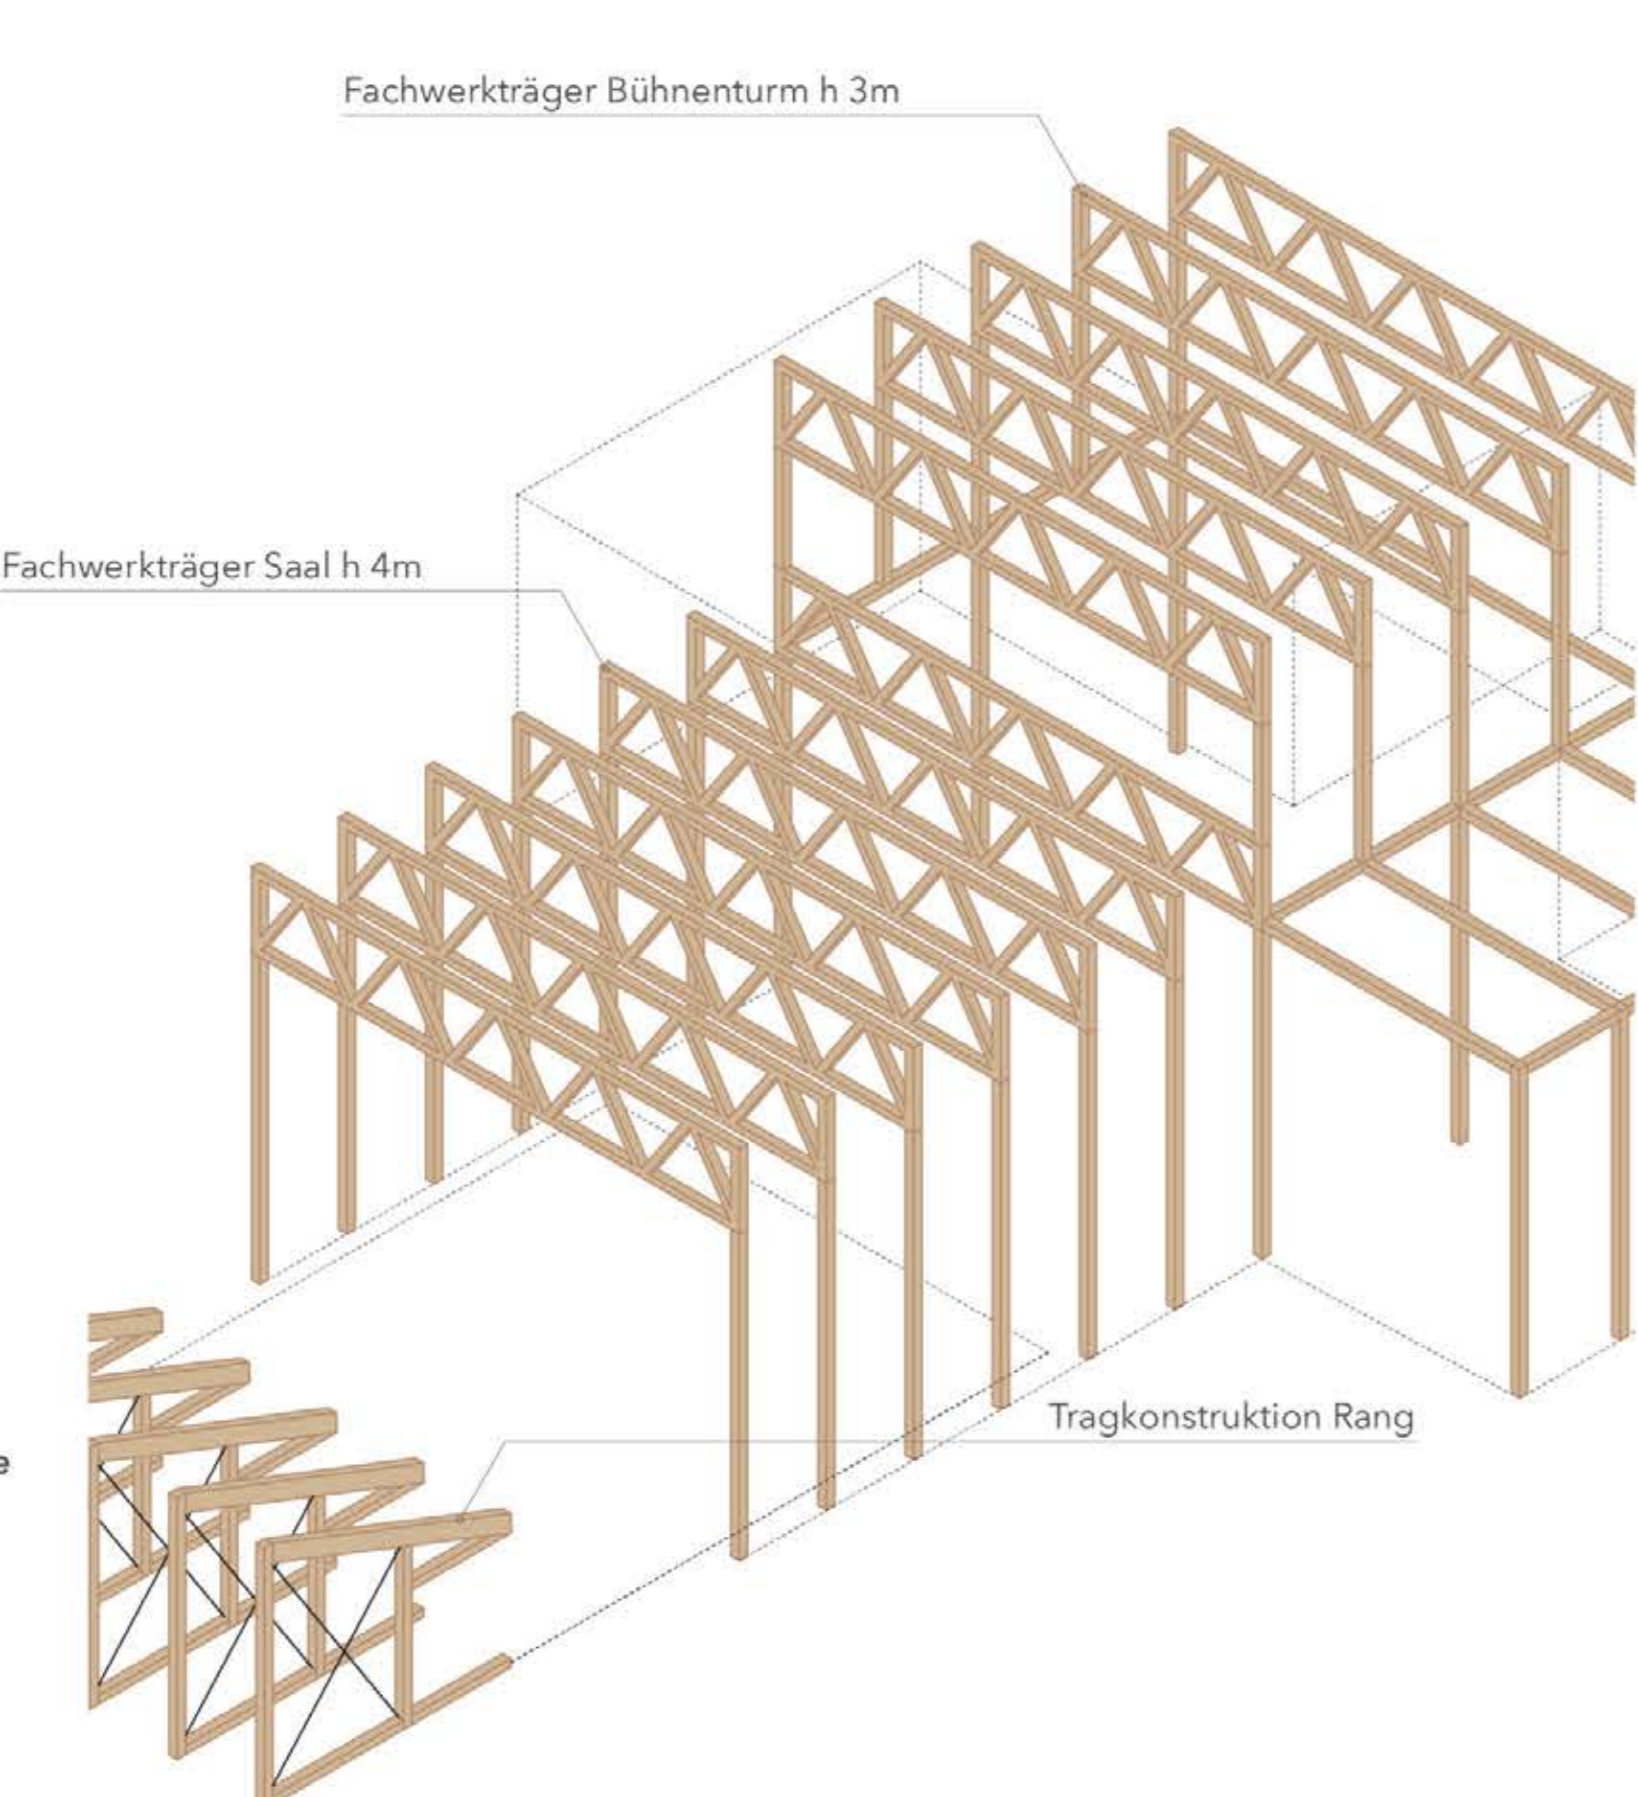 Fachwerkträger Bühnenturm h 3m
Fachwerkträger Saal h 4m
Tragkonstruktion Rang
e